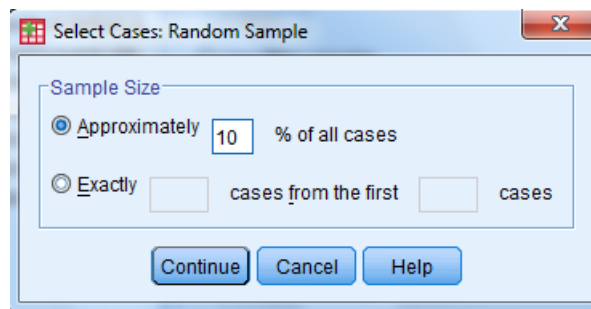 Select Cases: Random Sample
Sample Size
Approximately 10 % of all cases
Exactly cases from the first cases
Continue Cancel Help